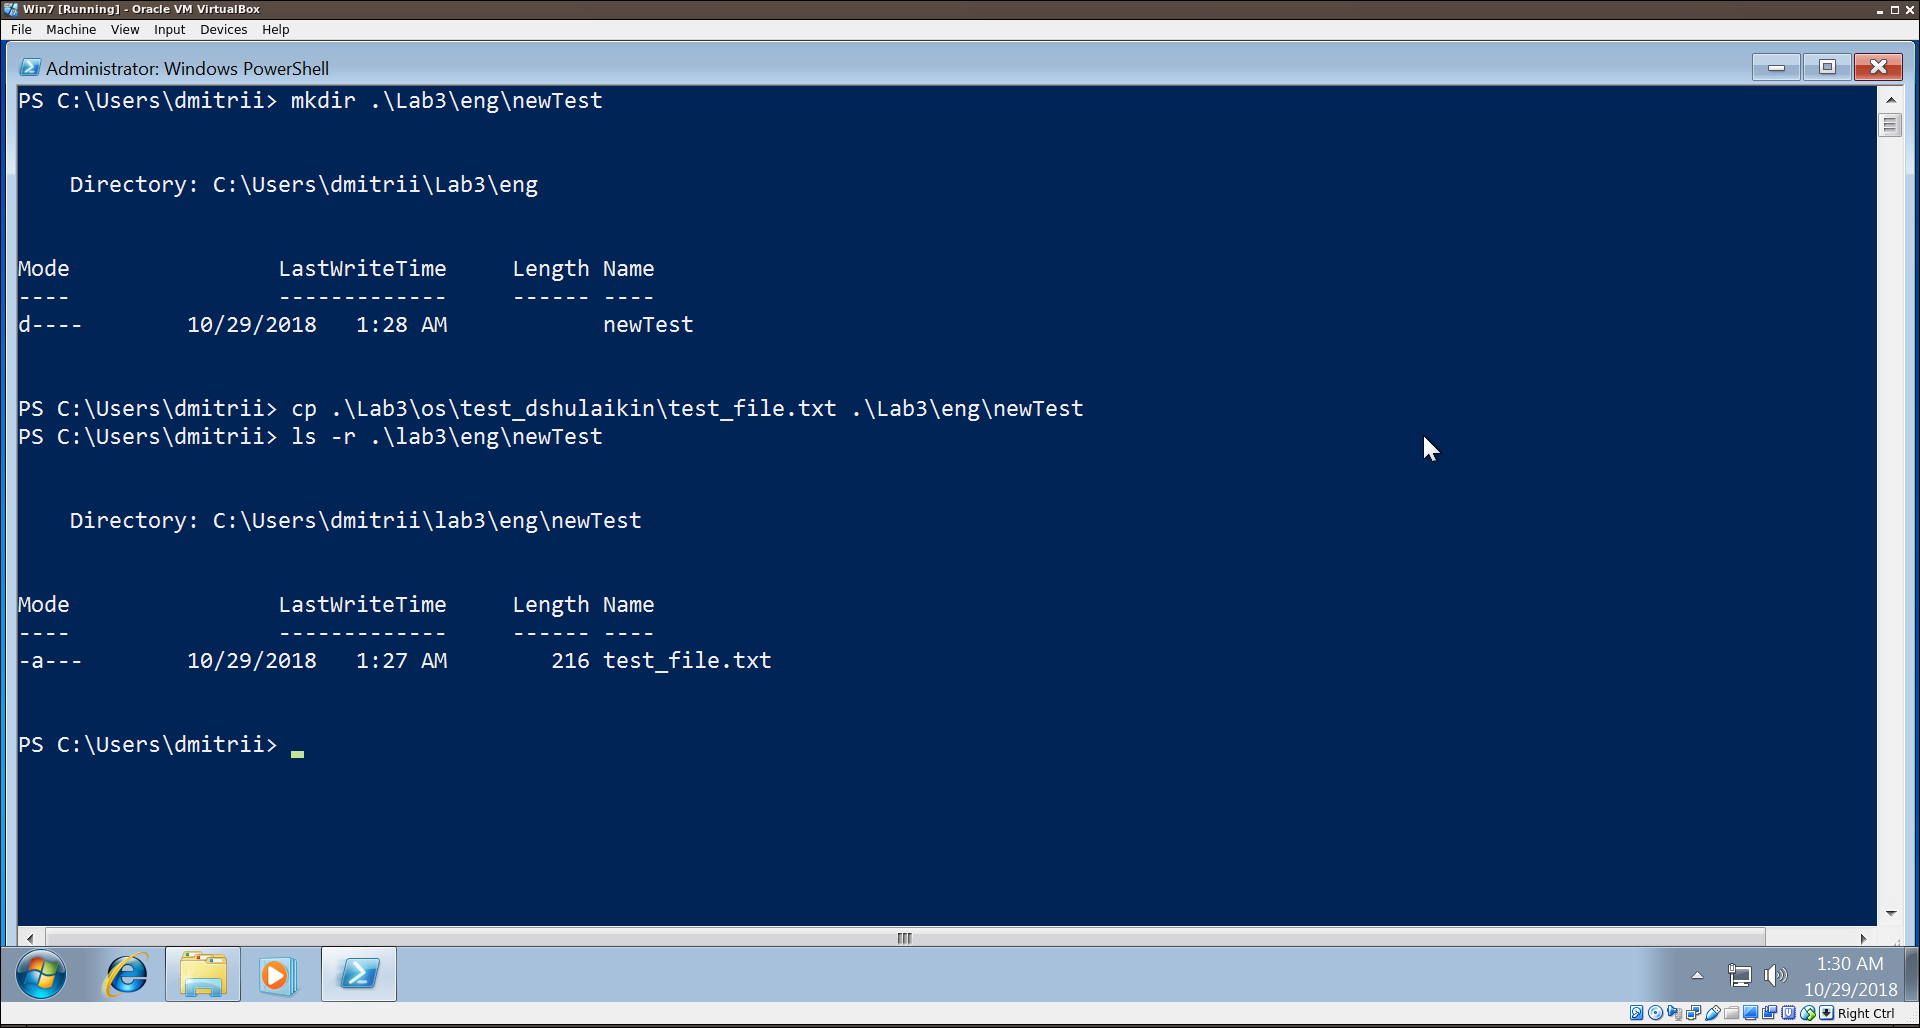 Win7 [Running] - Oracle VM VirtualBox
File Machine View Input Devices Help
Administrator: Windows PowerShell
PS C:\Users\dmitrii> mkdir .\Lab3\eng\newTest
Directory: C:\Users\dmitrii\Lab3\eng
Mode LastWriteTime Length Name
---- ------------- ------ ----
d---- 10/29/2018 1:28 AM newTest
PS C:\Users\dmitrii> cp .\Lab3\os\test_dshulaikin\test_file.txt .\Lab3\eng\newTest
PS C:\Users\dmitrii> ls -r .\lab3\eng\newTest
Directory: C:\Users\dmitrii\lab3\eng\newTest
Mode LastWriteTime Length Name
---- ------------- ------ ----
-a--- 10/29/2018 1:27 AM 216 test_file.txt
PS C:\Users\dmitrii>
1:30 AM
10/29/2018
Right Ctrl